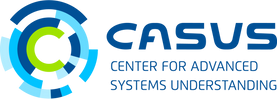 CASUS
CENTER FOR ADVANCED
SYSTEMS UNDERSTANDING